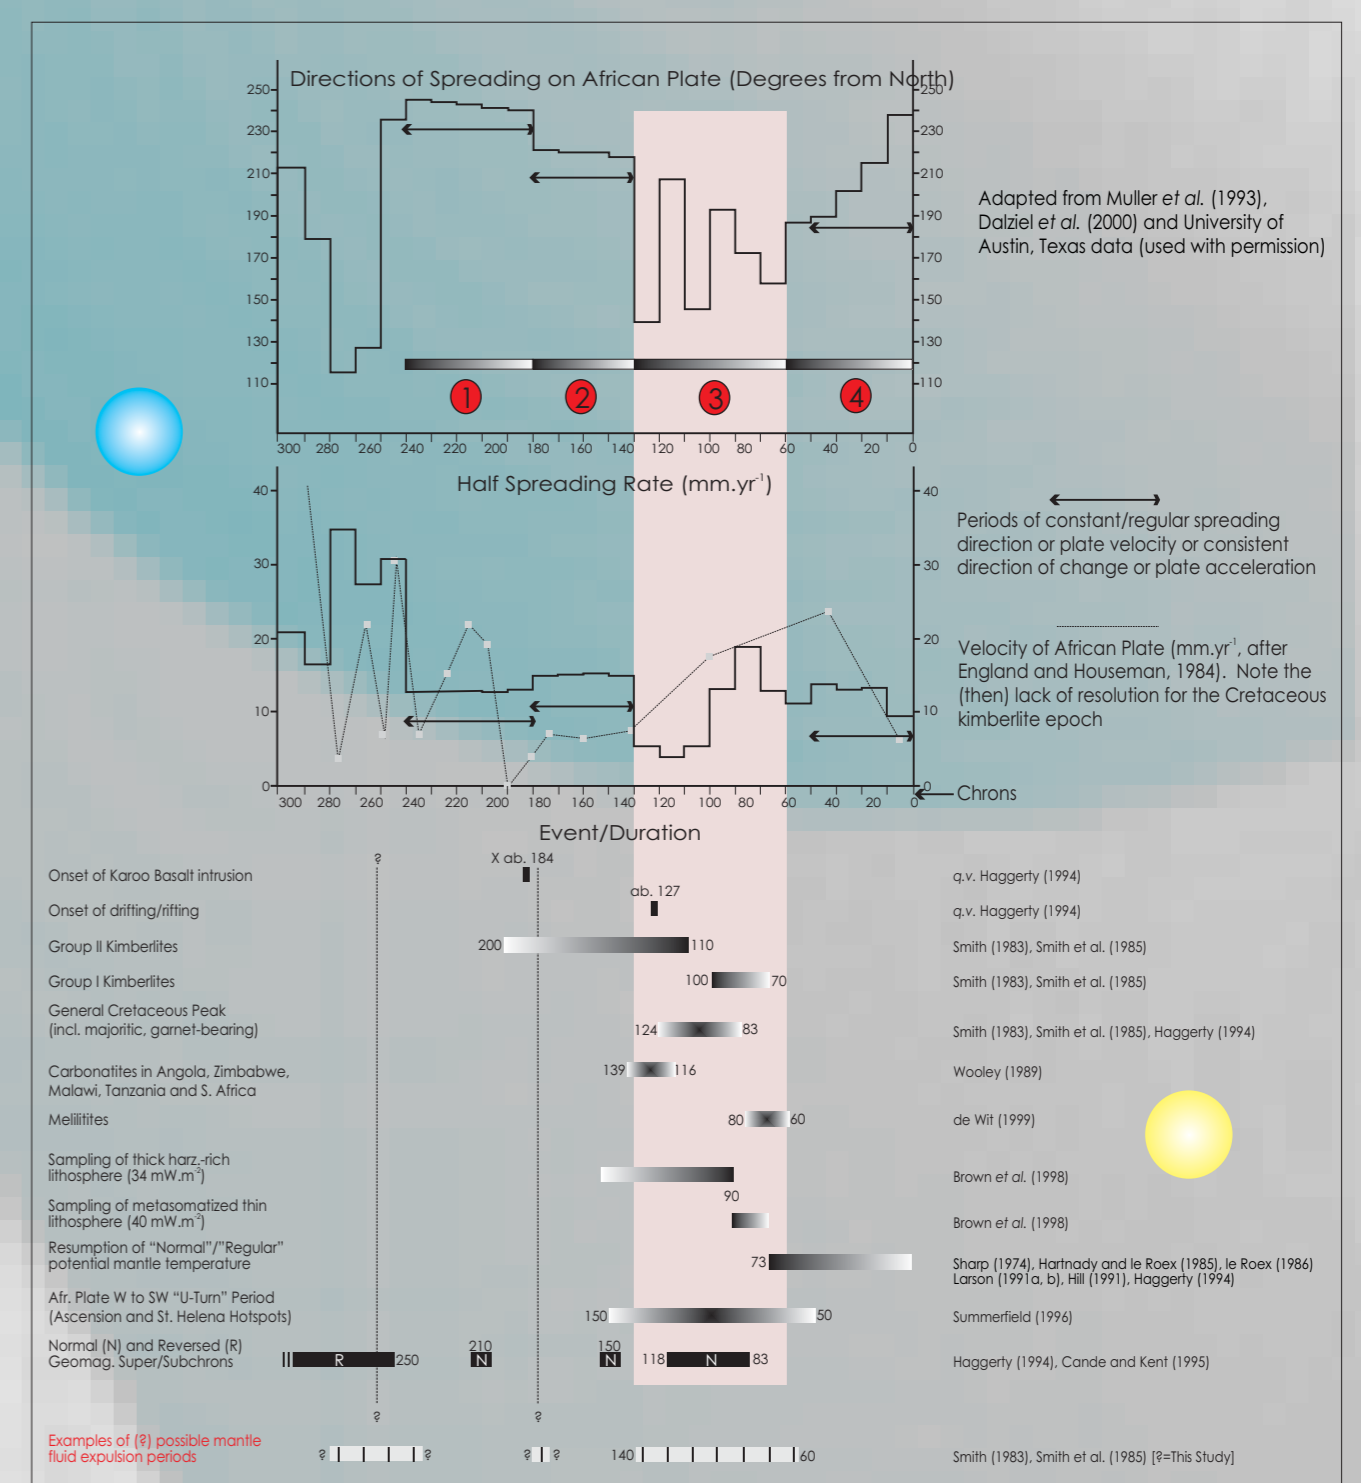 Directions of Spreading on African Plate (Degrees from North)
250 250
230 230
210 210
190 190
170 170
150 150
130 130
110 110
Adapted from Muller et al. (1993),
Dalziel et al. (2000) and University of
Austin, Texas data (used with permission)
1 2 3 4
300 280 260 240 220 200 180 160 140 120 100 80 60 40 20 0
Half Spreading Rate (mm.yr⁻¹)
40 40
30 30
20 20
10 10
0 0
Periods of constant/regular spreading
direction or plate velocity or consistent
direction of change or plate acceleration
Velocity of African Plate (mm.yr⁻¹, after
England and Houseman, 1984). Note the
(then) lack of resolution for the Cretaceous
kimberlite epoch
300 280 260 240 220 200 180 160 140 120 100 80 60 40 20 0
Chrons
Event/Duration
?
X ab. 184
Onset of Karoo Basalt intrusion
q.v. Haggerty (1994)
ab. 127
Onset of drifting/rifting
q.v. Haggerty (1994)
Group II Kimberlites
200 110
Smith (1983), Smith et al. (1985)
Group I Kimberlites
100 70
Smith (1983), Smith et al. (1985)
General Cretaceous Peak
(incl. majoritic, garnet-bearing)
124 83
Smith (1983), Smith et al. (1985), Haggerty (1994)
Carbonatites in Angola, Zimbabwe,
Malawi, Tanzania and S. Africa
139 116
Wooley (1989)
Melilitites
80 60
de Wit (1999)
Sampling of thick harz.-rich
lithosphere (34 mW.m⁻²)
Brown et al. (1998)
90
Sampling of metasomatized thin
lithosphere (40 mW.m⁻²)
Brown et al. (1998)
Resumption of "Normal"/"Regular"
potential mantle temperature
73
Sharp (1974), Hartnady and le Roex (1985), le Roex (1986)
Larson (1991a, b), Hill (1991), Haggerty (1994)
Afr. Plate W to SW "U-Turn" Period
(Ascension and St. Helena Hotspots)
150 50
Summerfield (1996)
Normal (N) and Reversed (R)
Geomag. Super/Subchrons
R 250
210
N
150
N
118 N 83
Haggerty (1994), Cande and Kent (1995)
? ?
Examples of (?) possible mantle
fluid expulsion periods
? ? ? ? 140 60
Smith (1983), Smith et al. (1985) [?=This Study]